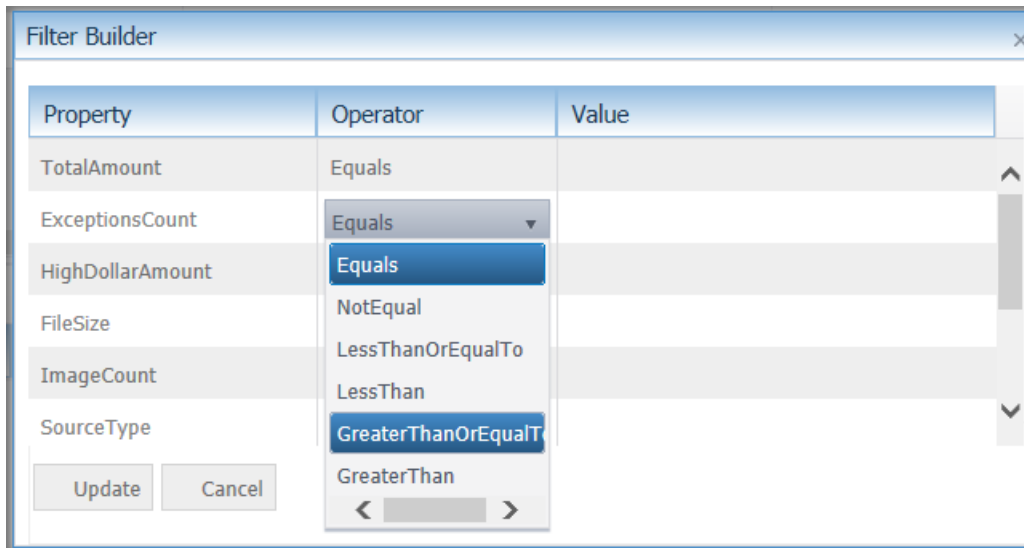 Filter Builder
Property Operator Value
TotalAmount Equals
ExceptionsCount Equals
Equals
HighDollarAmount
NotEqual
FileSize
LessThanOrEqualTo
ImageCount
LessThan
SourceType
GreaterThanOrEqualT
GreaterThan
Update Cancel